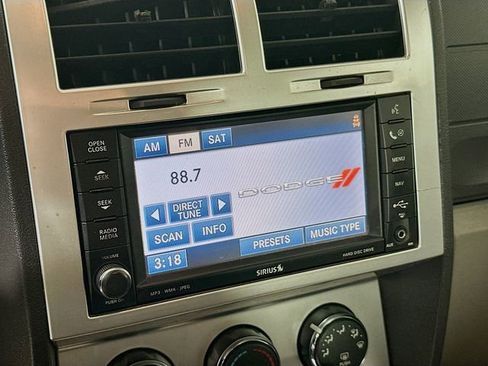 OPEN
CLOSE
AM FM SAT
SEEK
88.7
MENU
DODGE
SEEK
DIRECT
TUNE
NAV
RADIO
MEDIA
SCAN INFO
PRESETS MUSIC TYPE
VOLUME
3:18
AUX
PUSH
SIRIUS
HARD DISC DRIVE
MP3 · WMA · JPEG